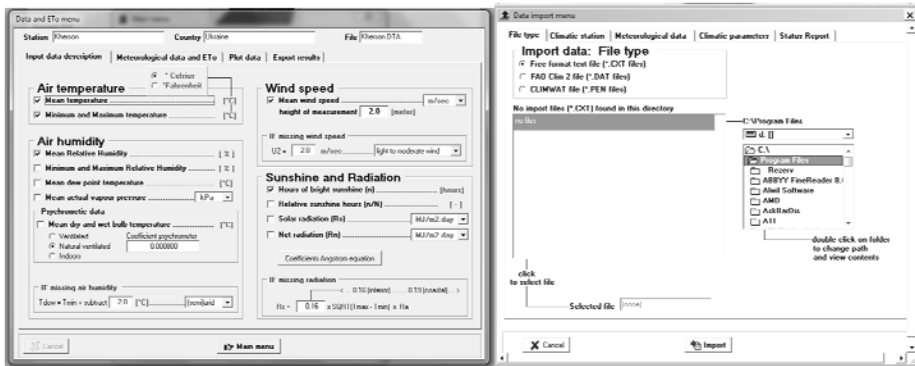 Data and ETo menu
Station Kherson Country Ukraine File Kherson.DTA
Input data description Meteorological data and ETo Plot data Export results
° Celsius
° Fahrenheit
Air temperature
Mean temperature [°C]
Minimum and Maximum temperature [°C]
Air humidity
Mean Relative Humidity [%]
Minimum and Maximum Relative Humidity [%]
Mean dew point temperature [°C]
Mean actual vapour pressure kPa
Psychrometic data
Mean dry and wet bulb temperature [°C]
Ventilated Coefficient psychrometer
Natural ventilated 0.000800
Indoor
IF missing air humidity
Tdew = Tmin - subtract 2.0 [°C] (semi)arid
Wind speed
Mean wind speed m/sec
height of measurement 2.0 [meter]
IF missing wind speed
U2 = 2.0 m/sec light to moderate wind
Sunshine and Radiation
Hours of bright sunshine (n) [hours]
Relative sunshine hours (n/N) [-]
Solar radiation (Rs) MJ/m2.day
Net radiation (Rn) MJ/m2.day
Coefficients Angstrom equation
IF missing radiation
<... 0.16 (interior) 0.19 (coastal) ...>
Rs = 0.16 x SQRT(Tmax - Tmin) x Ra
Cancel Main menu
Data import menu
File type Climatic station Meteorological data Climatic parameters Status Report
Import data: File type
Free format text file (*.CXT files)
FAO Clim 2 file (*.DAT files)
CLIMWAT file (*.PEN files)
No import files (*.CXT) found in this directory
no files
C:\Program Files
d: []
C:\
Program Files
Rezerv
ABBYY FineReader 8.
Alwil Software
AMD
AskBarDis
ATI
double click on folder
to change path
and view contents
click
to select file
Selected file (none)
Cancel Import